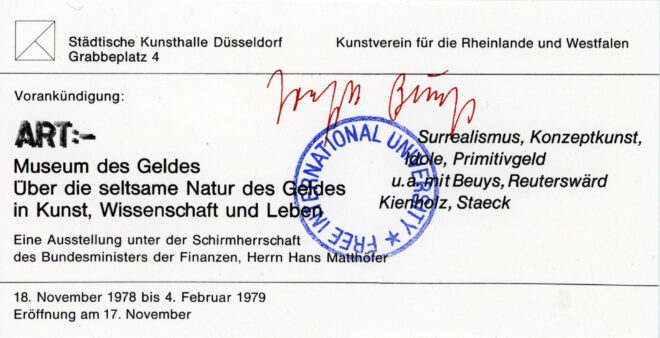 Städtische Kunsthalle Düsseldorf
Grabbeplatz 4
Kunstverein für die Rheinlande und Westfalen
Vorankündigung:
Joseph Beuys
ART:-
Museum des Geldes
Über die seltsame Natur des Geldes
in Kunst, Wissenschaft und Leben
Surrealismus, Konzeptkunst,
Idole, Primitivgeld
u.a. mit Beuys, Reuterswärd
Kienholz, Staeck
FREE INTERNATIONAL UNIVERSITY
Eine Ausstellung unter der Schirmherrschaft
des Bundesministers der Finanzen, Herrn Hans Matthöfer
18. November 1978 bis 4. Februar 1979
Eröffnung am 17. November